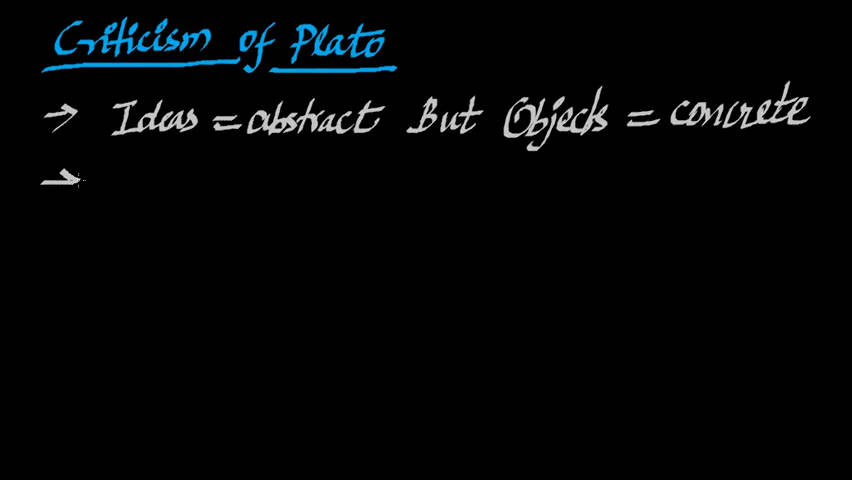 Criticism of Plato
→ Ideas = abstract But Objects = concrete
→